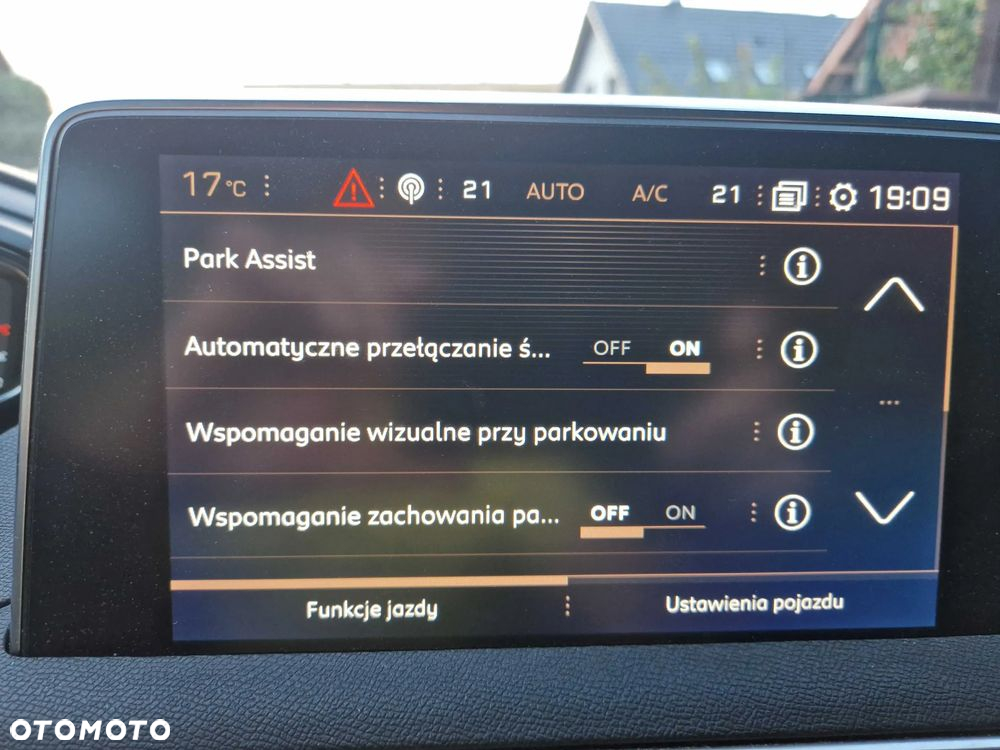 17°C 21 AUTO A/C 21 19:09
Park Assist
Automatyczne przełączanie ś... OFF ON
Wspomaganie wizualne przy parkowaniu
Wspomaganie zachowania pa... OFF ON
Funkcje jazdy Ustawienia pojazdu
OTOMOTO